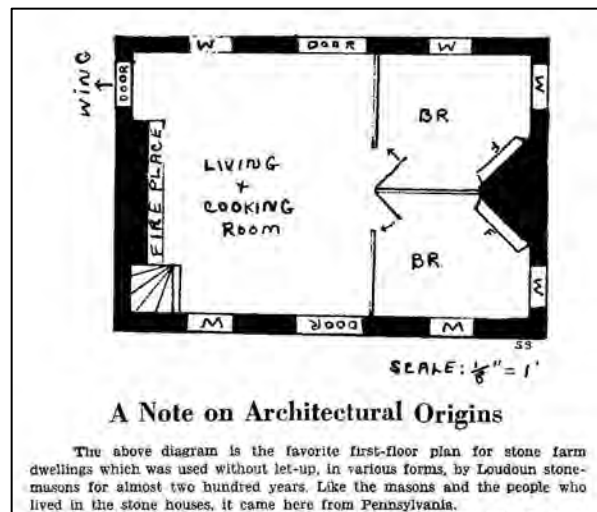 W
DOOR
W
DOOR
WING
W
BR
F
FIRE PLACE
LIVING
+
COOKING
ROOM
F
BR
W
W
DOOR
W
SS
SCALE: 1/8" = 1'
A Note on Architectural Origins
The above diagram is the favorite first-floor plan for stone farm
dwellings which was used without let-up, in various forms, by Loudoun stone-
masons for almost two hundred years. Like the masons and the people who
lived in the stone houses, it came here from Pennsylvania.